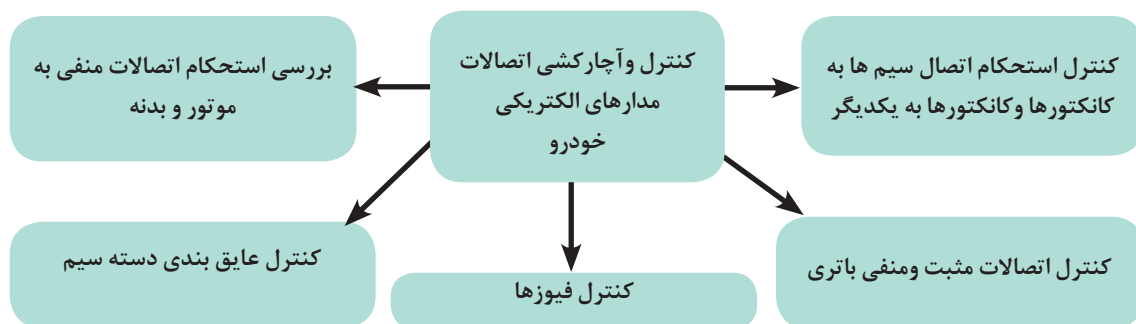 کنترل وآچارکشی اتصالات
مدارهای الکتریکی
خودرو
کنترل استحکام اتصال سیم ها به
کانکتورها وکانکتورها به یکدیگر
بررسی استحکام اتصالات منفی به
موتور و بدنه
کنترل اتصالات مثبت ومنفی باتری
کنترل فیوزها
کنترل عایق بندی دسته سیم